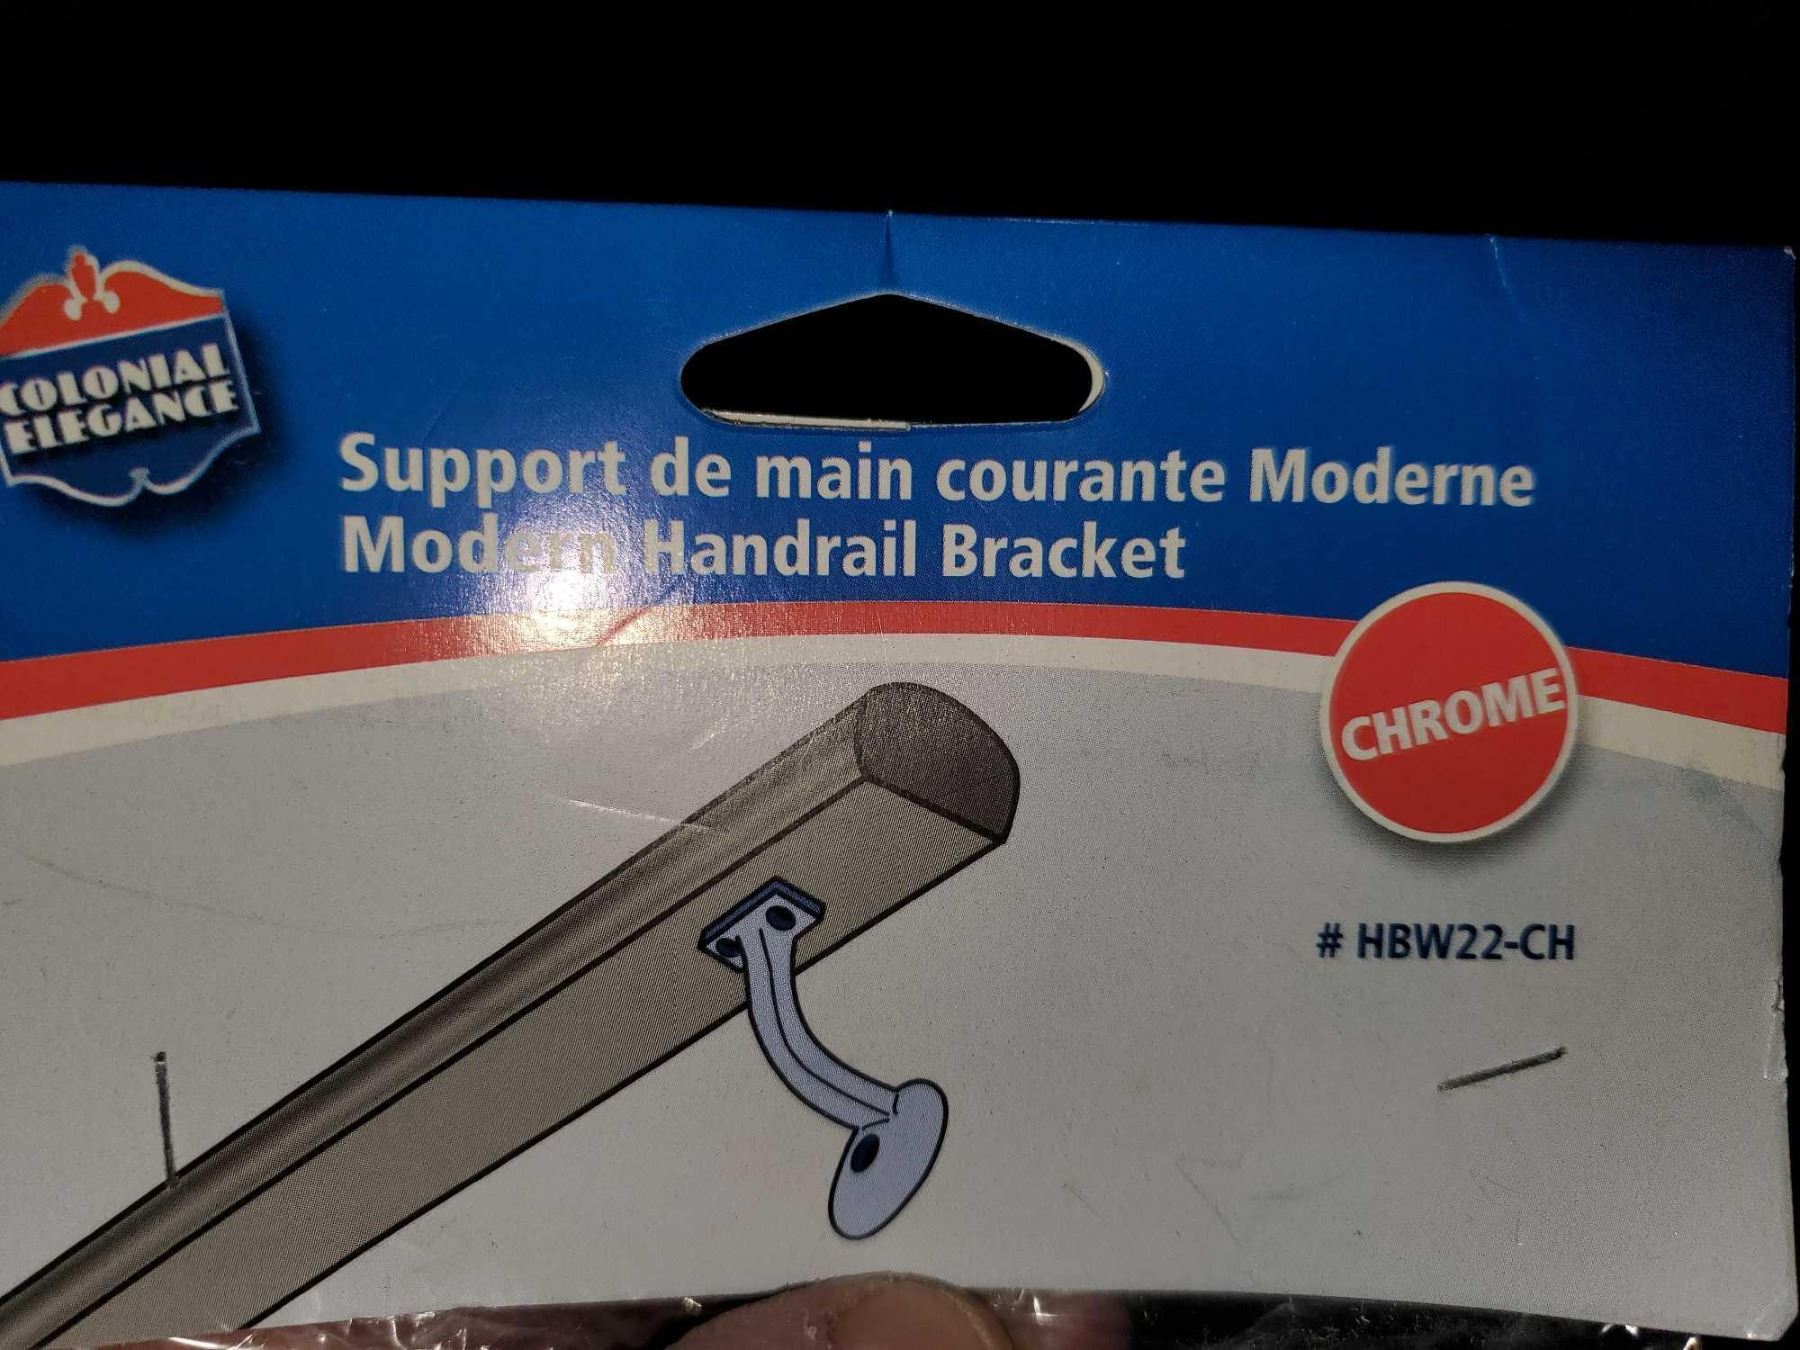 COLONIAL
ELEGANCE
Support de main courante Moderne
Modern Handrail Bracket
CHROME
# HBW22-CH